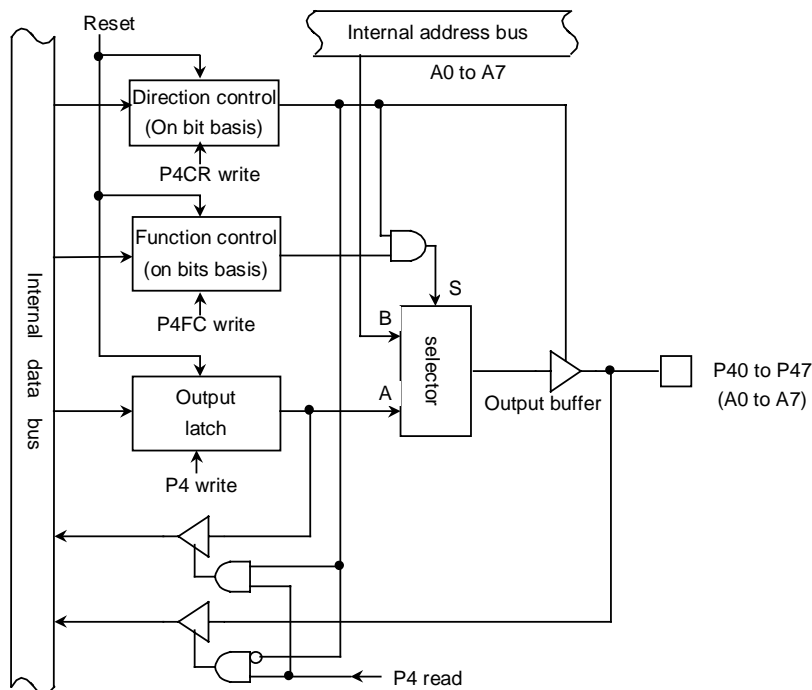 Reset
Internal address bus
A0 to A7
Direction control
(On bit basis)
P4CR write
Function control
(on bits basis)
P4FC write
S
B
selector
A
Output buffer
P40 to P47
(A0 to A7)
Output
latch
P4 write
Internal data bus
P4 read